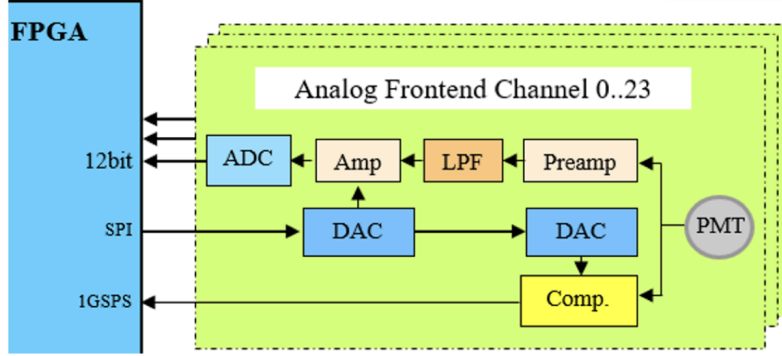 FPGA
Analog Frontend Channel 0..23
12bit
ADC
Amp
LPF
Preamp
SPI
DAC
DAC
PMT
1GSPS
Comp.